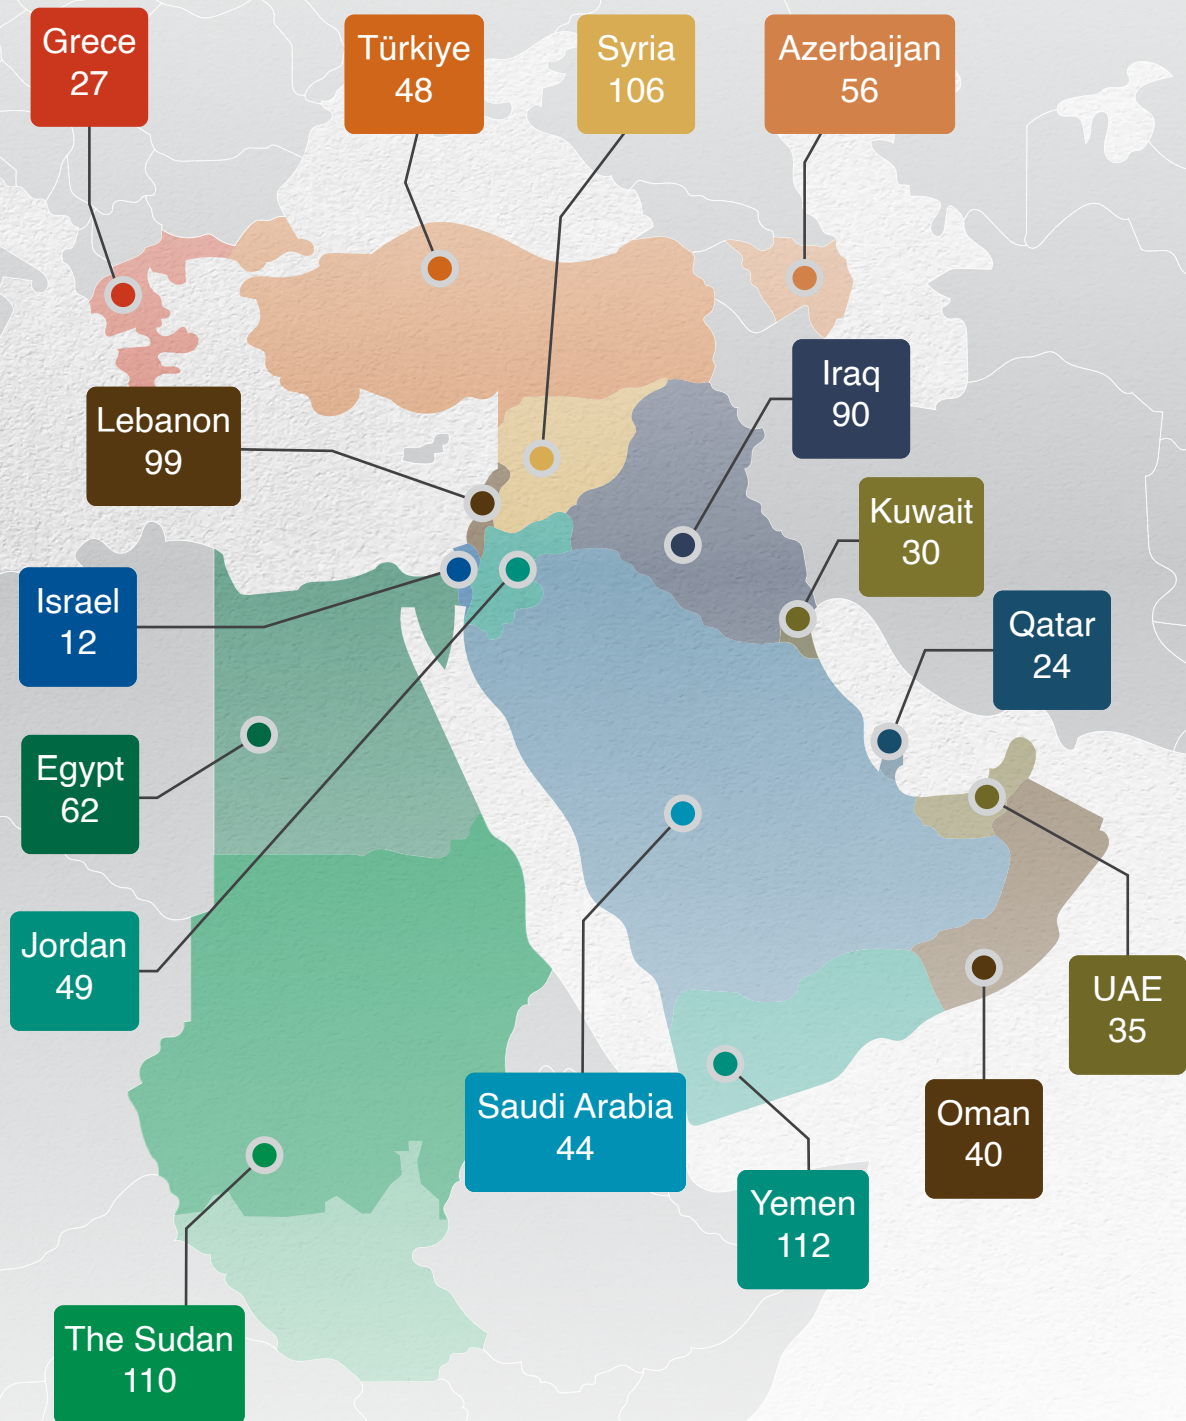 Grece
27
Türkiye
48
Syria
106
Azerbaijan
56
Iraq
90
Lebanon
99
Kuwait
30
Israel
12
Qatar
24
Egypt
62
Jordan
49
UAE
35
Saudi Arabia
44
Oman
40
Yemen
112
The Sudan
110